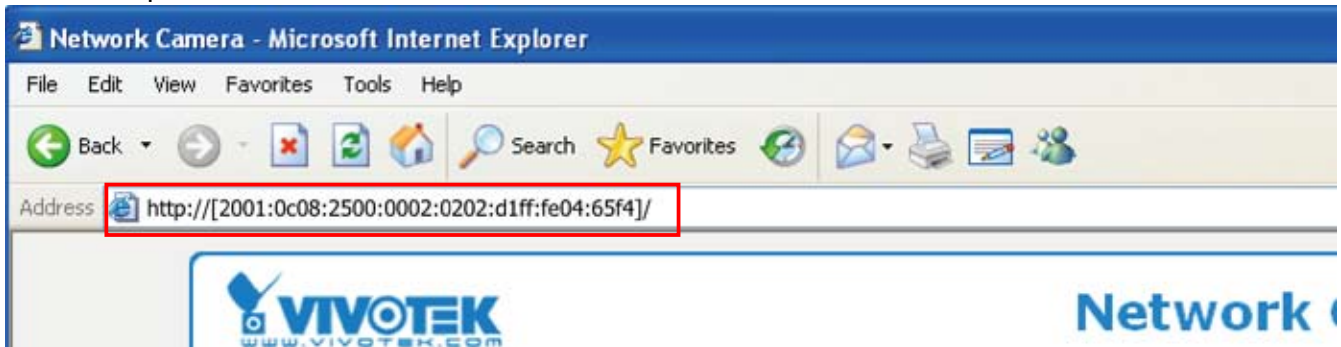 Network Camera - Microsoft Internet Explorer
File Edit View Favorites Tools Help
Back Search Favorites
Address http://[2001:0c08:2500:0002:0202:d1ff:fe04:65f4]/
VIVOTEK Network
WWW.VIVOTEK.COM